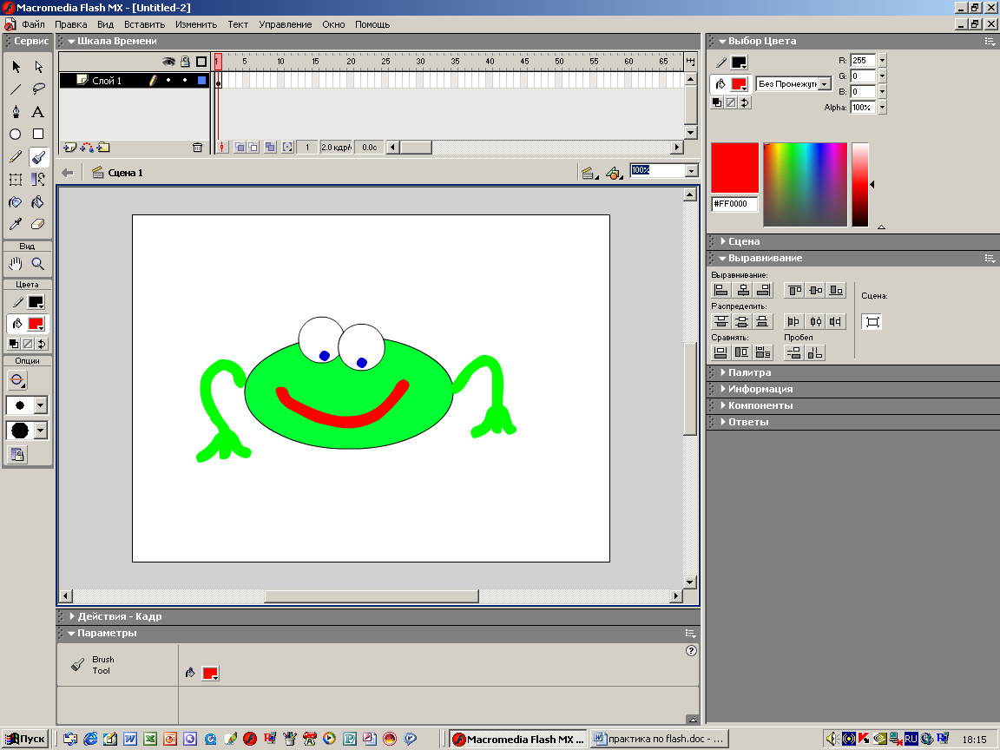 Macromedia Flash MX - [Untitled-2]
Файл Правка Вид Вставить Изменить Тект Управление Окно Помощь
Сервис
Шкала Времени
1 5 10 15 20 25 30 35 40 45 50 55 60 65
Слой 1
1 2.0 кдр/ 0.0с
Сцена 1
100%
Вид
Цвета
Опции
Выбор Цвета
R: 255
Без Промежутк
G: 0
B: 0
Alpha: 100%
#FF0000
Сцена
Выравнивание
Выравнивание:
Сцена:
Распределить:
Сравнять: Пробел
Палитра
Информация
Компоненты
Ответы
Действия - Кадр
Параметры
Brush
Tool
?
Пуск
Macromedia Flash MX ...
практика по flash.doc - ...
RU
18:15